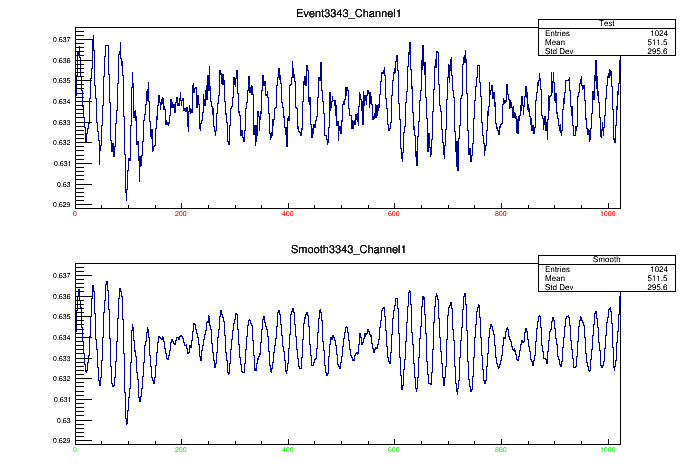 Event3343_Channel1
Test
Entries 1024
Mean 511.5
Std Dev 295.6
0.637
0.636
0.635
0.634
0.633
0.632
0.631
0.63
0.629
0 200 400 600 800 1000
Smooth3343_Channel1
Smooth
Entries 1024
Mean 511.5
Std Dev 295.6
0.637
0.636
0.635
0.634
0.633
0.632
0.631
0.63
0.629
0 200 400 600 800 1000